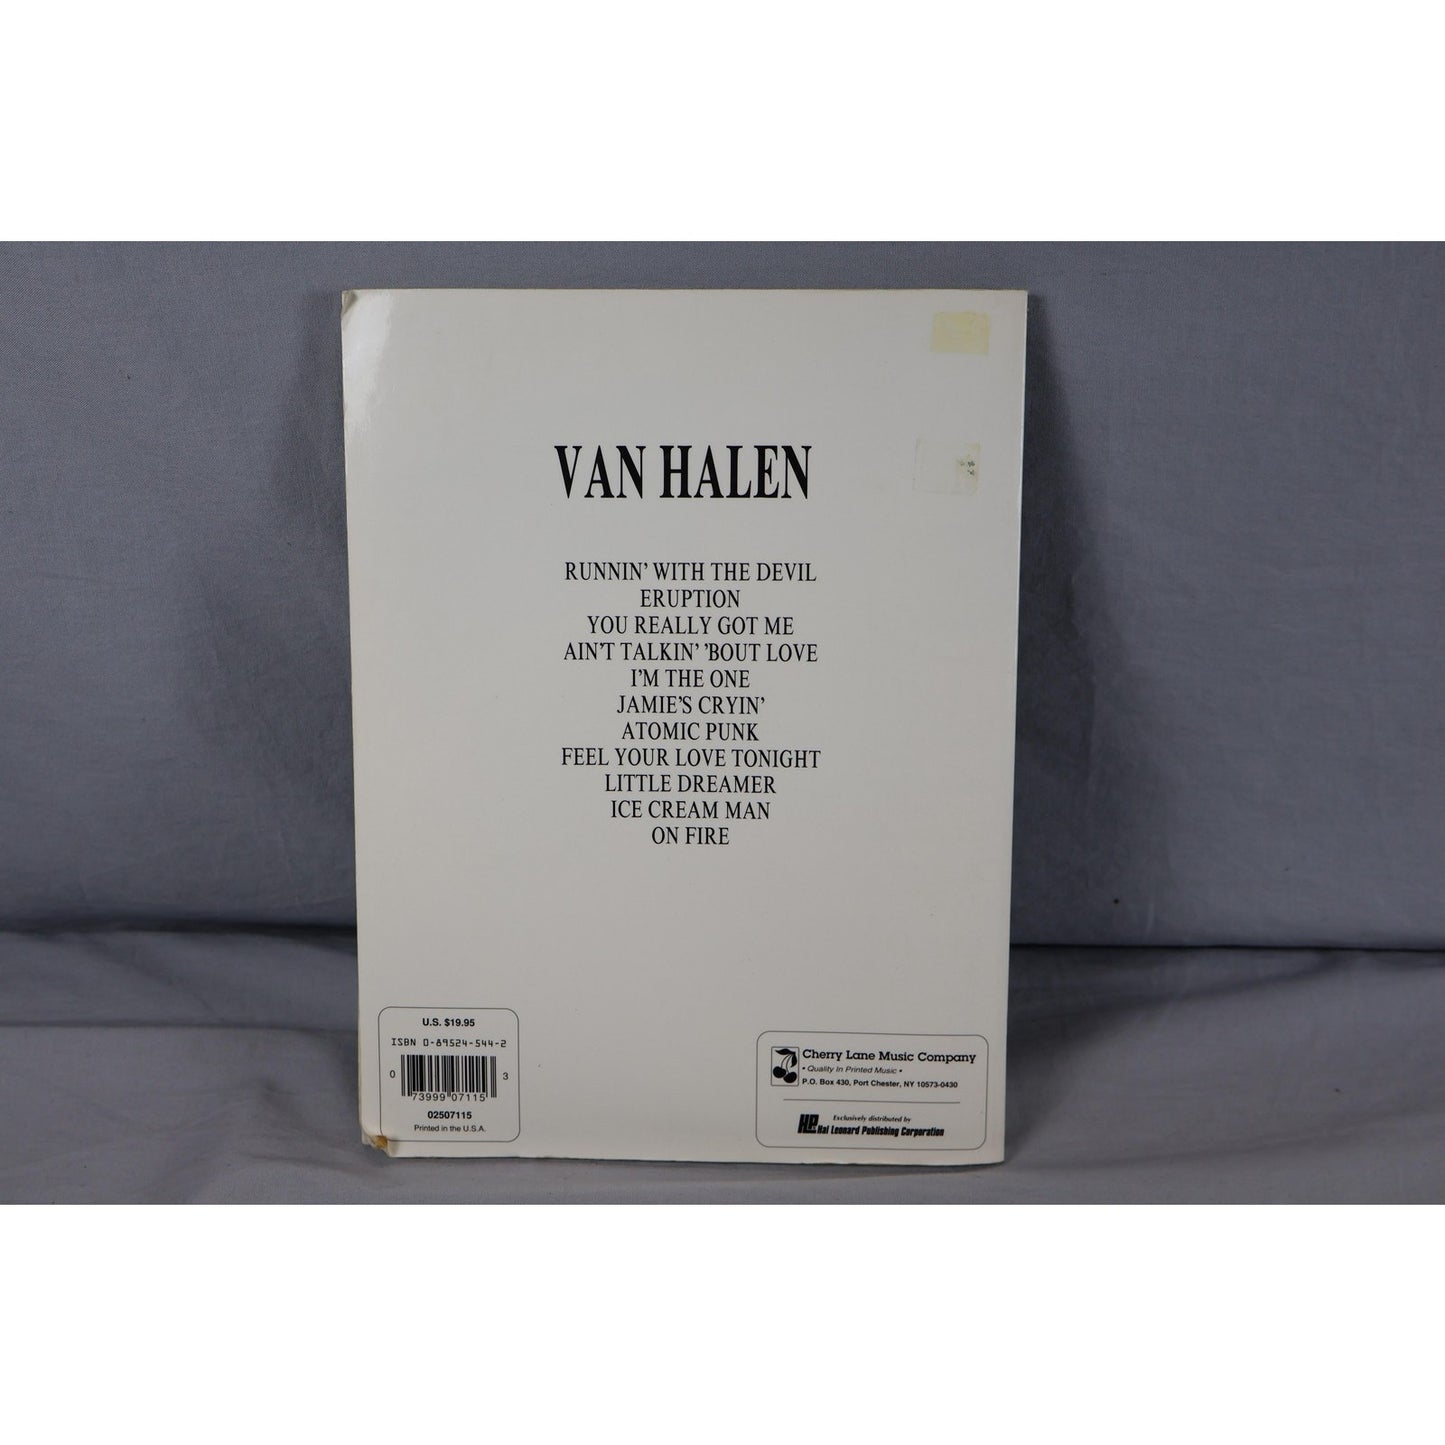 VAN HALEN
RUNNIN' WITH THE DEVIL
ERUPTION
YOU REALLY GOT ME
AIN'T TALKIN' 'BOUT LOVE
I'M THE ONE
JAMIE'S CRYIN'
ATOMIC PUNK
FEEL YOUR LOVE TONIGHT
LITTLE DREAMER
ICE CREAM MAN
ON FIRE
U.S. $19.95
ISBN 0-89524-544-2
0 73999 07115 3
02507115
Printed in the U.S.A.
Cherry Lane Music Company
• Quality In Printed Music •
P.O. Box 430, Port Chester, NY 10573-0430
Exclusively distributed by
Hal Leonard Publishing Corporation